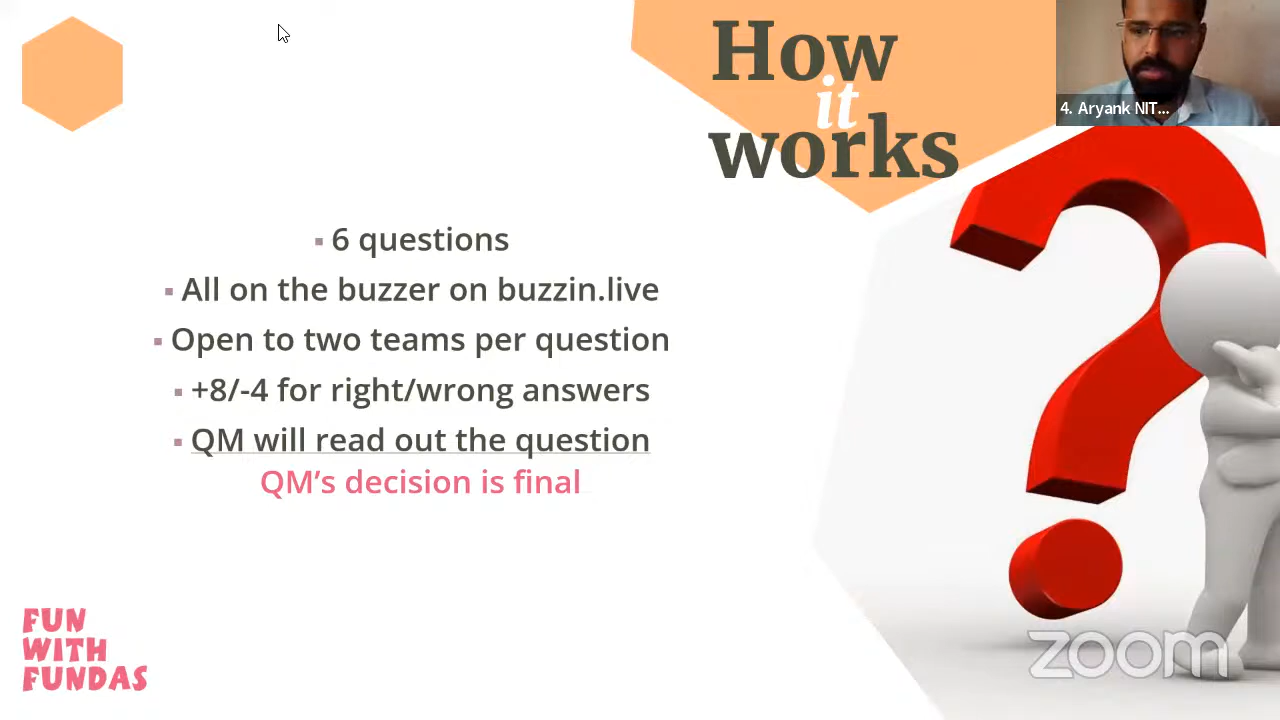 How
it
works
4. Aryank NIT...
▪ 6 questions
▪ All on the buzzer on buzzin.live
▪ Open to two teams per question
▪ +8/-4 for right/wrong answers
▪ QM will read out the question
QM’s decision is final
FUN
WITH
FUNDAS
zoom